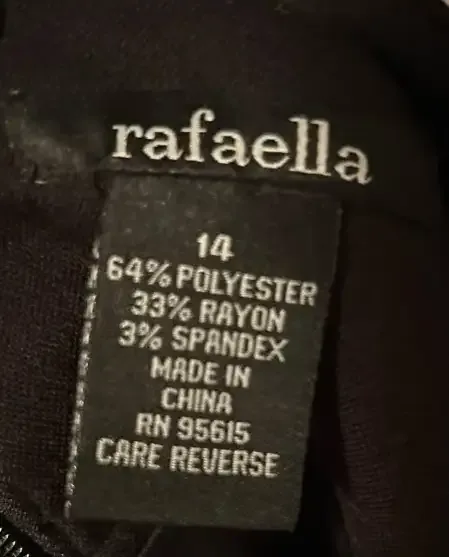 rafaella
14
64% POLYESTER
33% RAYON
3% SPANDEX
MADE IN
CHINA
RN 95615
CARE REVERSE